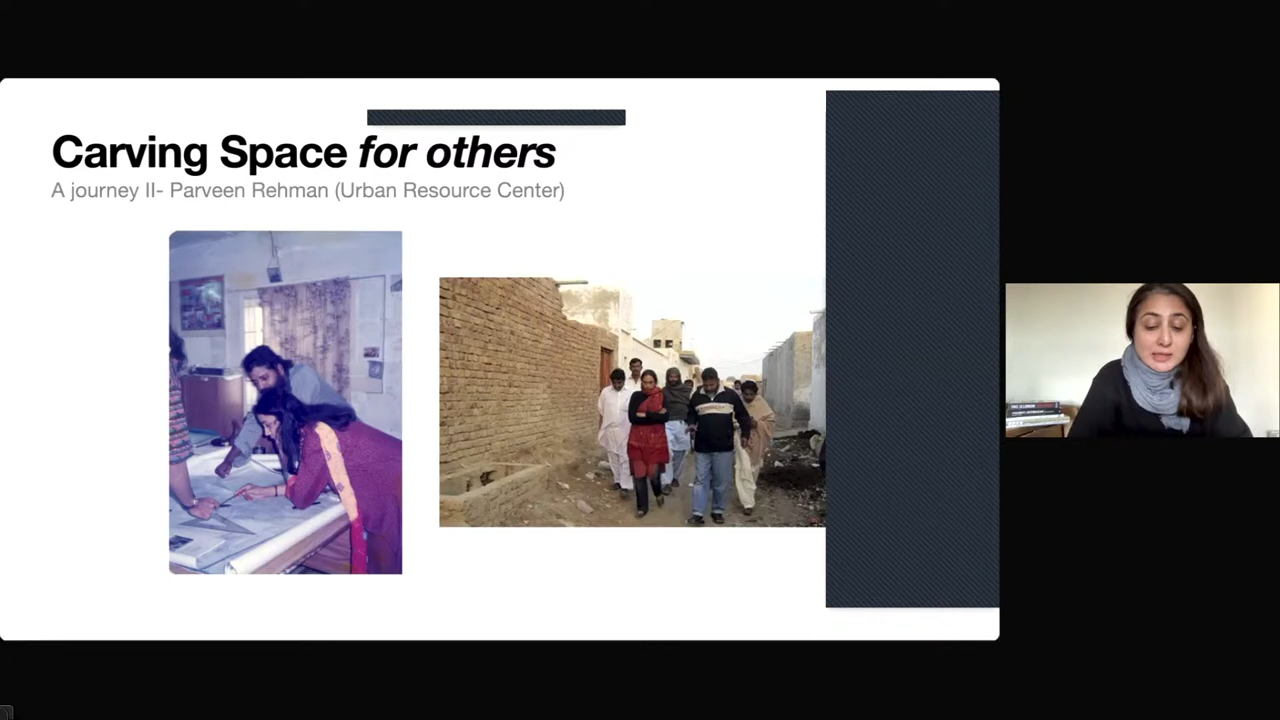 Carving Space for others
A journey II- Parveen Rehman (Urban Resource Center)